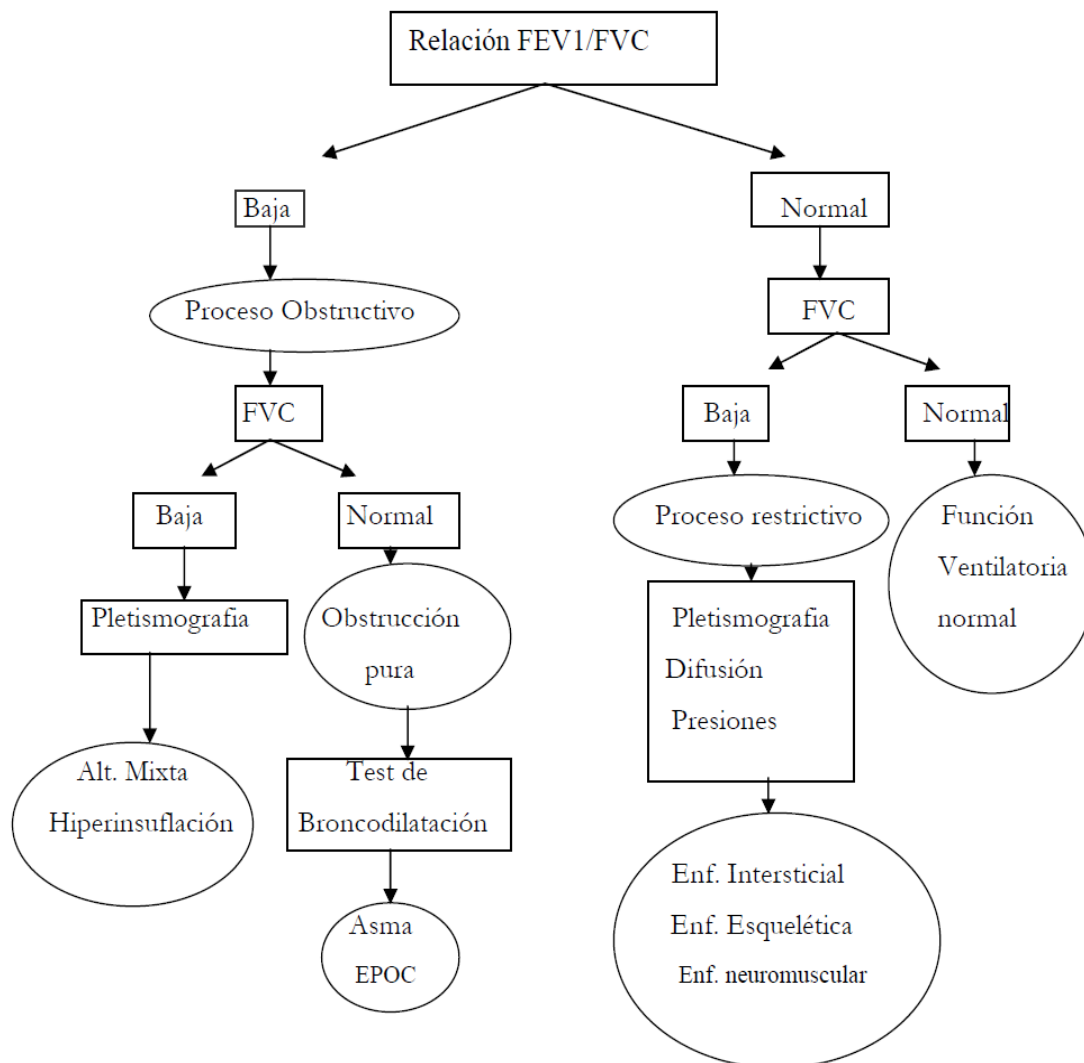 Relación FEV1/FVC
Baja
Normal
Proceso Obstructivo
FVC
FVC
Baja
Normal
Baja
Normal
Proceso restrictivo
Función
Ventilatoria
normal
Pletismografia
Obstrucción
pura
Pletismografia
Difusión
Presiones
Alt. Mixta
Hiperinsuflación
Test de
Broncodilatación
Enf. Intersticial
Enf. Esquelética
Enf. neuromuscular
Asma
EPOC